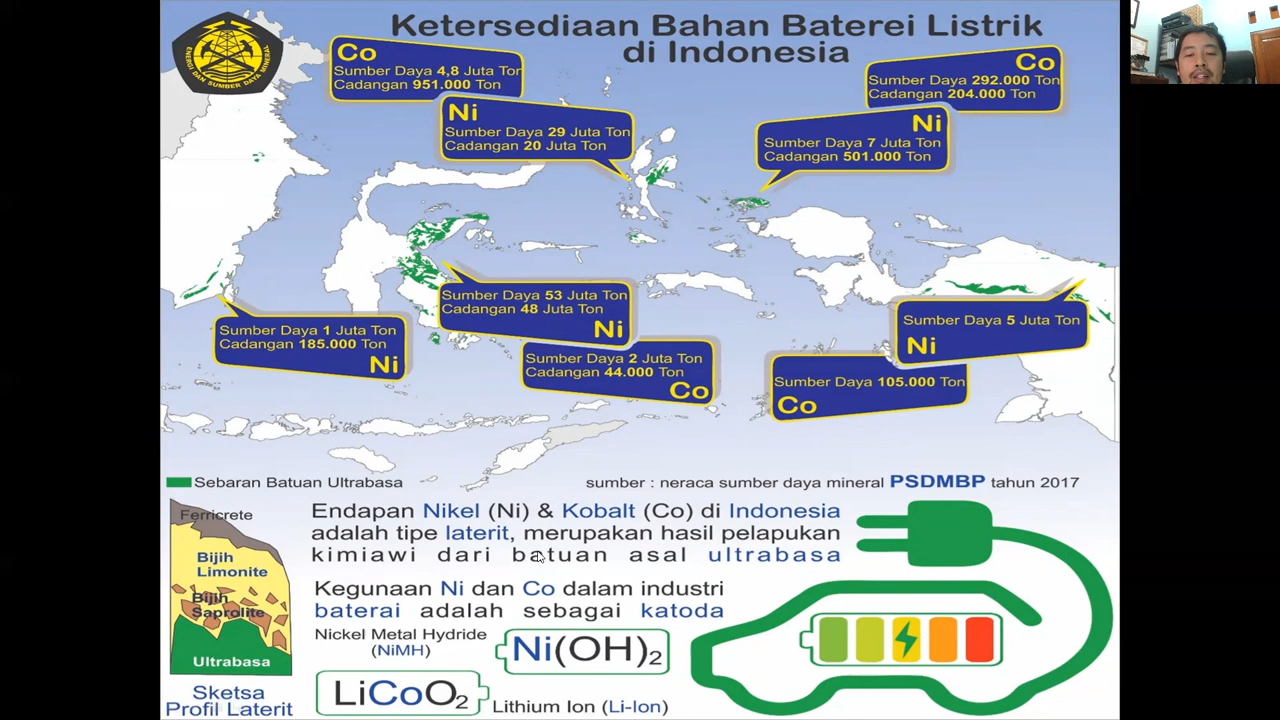 Ketersediaan Bahan Baterei Listrik
di Indonesia
ENERGI DAN SUMBER DAYA MINERAL
Co
Sumber Daya 4,8 Juta Ton
Cadangan 951.000 Ton
Ni
Sumber Daya 29 Juta Ton
Cadangan 20 Juta Ton
Co
Sumber Daya 292.000 Ton
Cadangan 204.000 Ton
Ni
Sumber Daya 7 Juta Ton
Cadangan 501.000 Ton
Sumber Daya 1 Juta Ton
Cadangan 185.000 Ton
Ni
Sumber Daya 53 Juta Ton
Cadangan 48 Juta Ton
Ni
Sumber Daya 2 Juta Ton
Cadangan 44.000 Ton
Co
Sumber Daya 5 Juta Ton
Ni
Sumber Daya 105.000 Ton
Co
Sebaran Batuan Ultrabasa
sumber : neraca sumber daya mineral PSDMBP tahun 2017
Ferricrete
Bijih
Limonite
Bijih
Saprolite
Ultrabasa
Sketsa
Profil Laterit
Endapan Nikel (Ni) & Kobalt (Co) di Indonesia
adalah tipe laterit, merupakan hasil pelapukan
kimiawi dari batuan asal ultrabasa
Kegunaan Ni dan Co dalam industri
baterai adalah sebagai katoda
Nickel Metal Hydride
(NiMH)
Ni(OH)₂
LiCoO₂
Lithium Ion (Li-Ion)